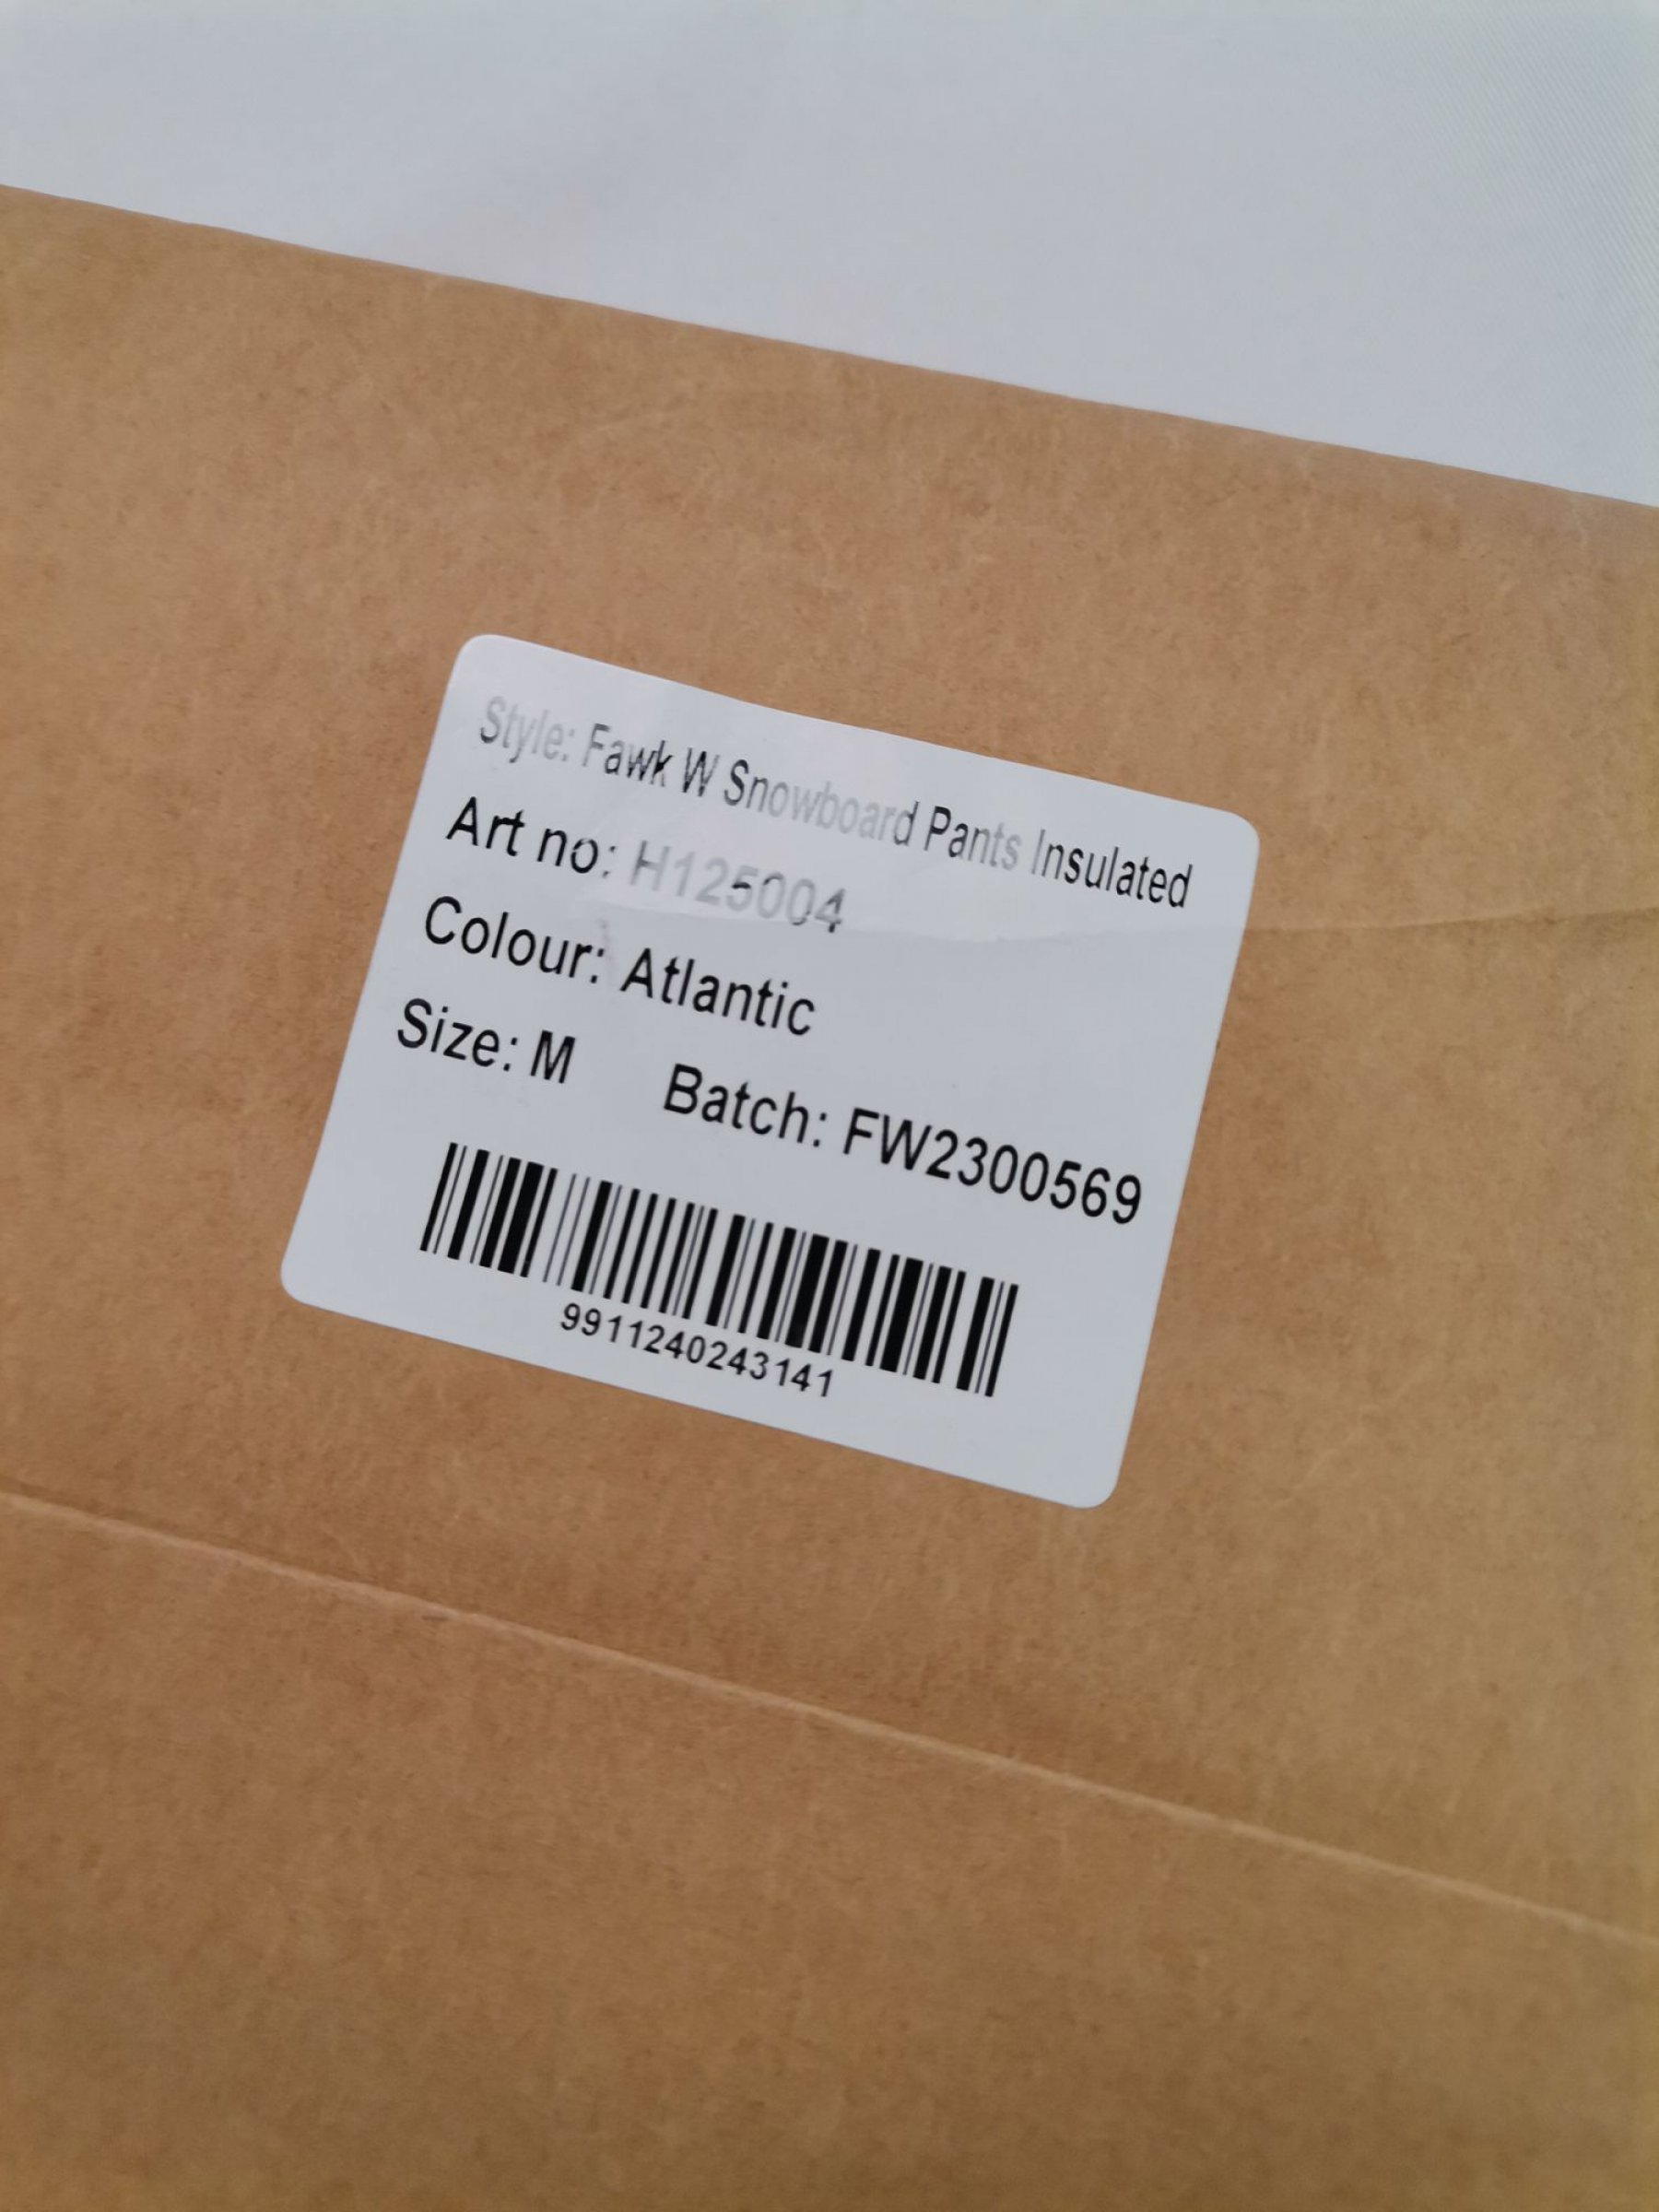 Style: Fawk W Snowboard Pants Insulated
Art no: H125004
Colour: Atlantic
Size: M Batch: FW2300569
9911240243141